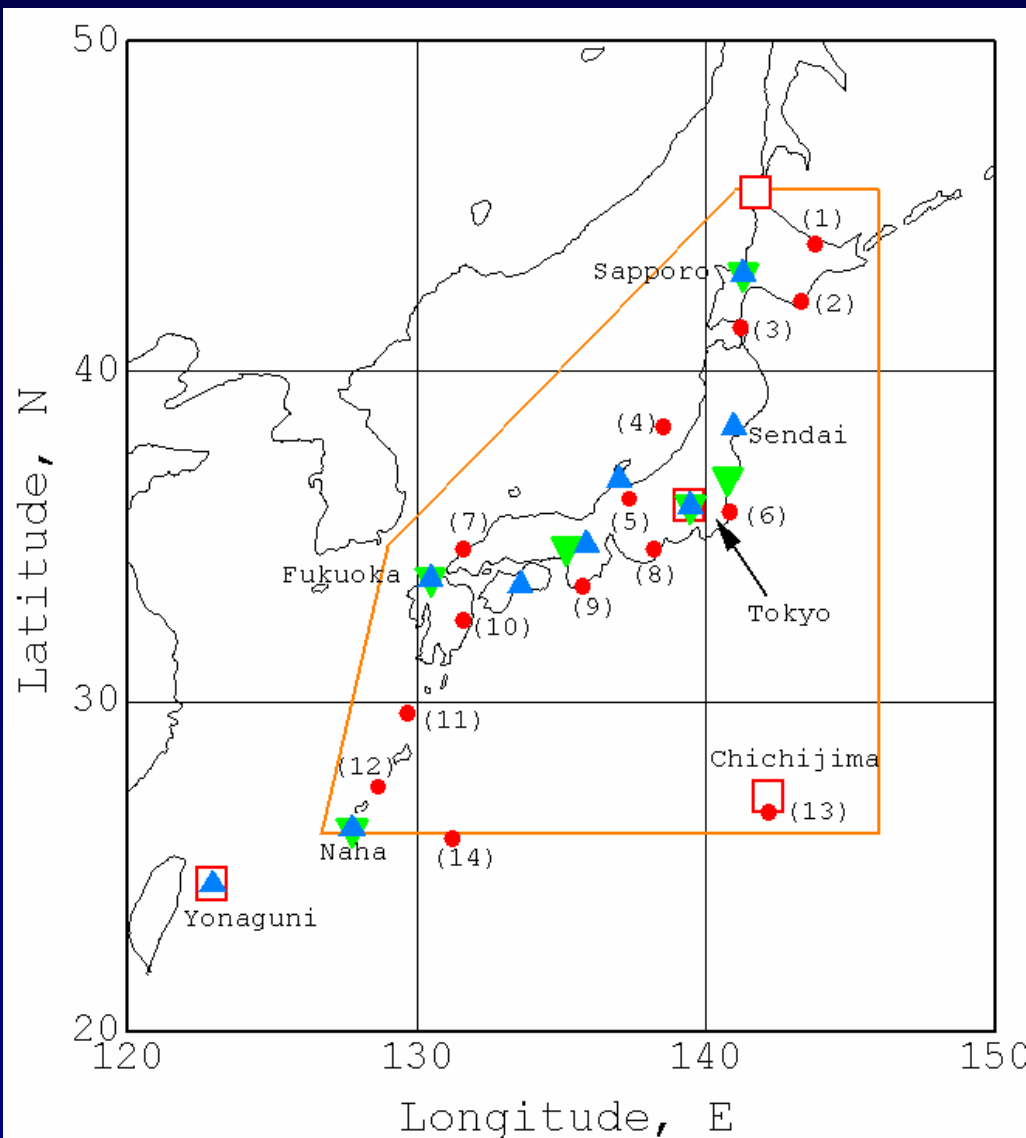 50
(1)
Sapporo
(2)
(3)
40
(4)
Sendai
(5)
(6)
(7)
(8)
Fukuoka
(9)
Tokyo
(10)
30
(11)
Chichijima
(12)
(13)
Naha
(14)
Yonaguni
20
120
130
140
150
Latitude, N
Longitude, E